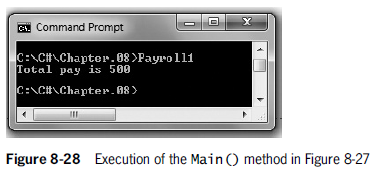 Command Prompt
C:\C#\Chapter.08>Payroll1
Total pay is 500
C:\C#\Chapter.08>
Figure 8-28 Execution of the Main() method in Figure 8-27